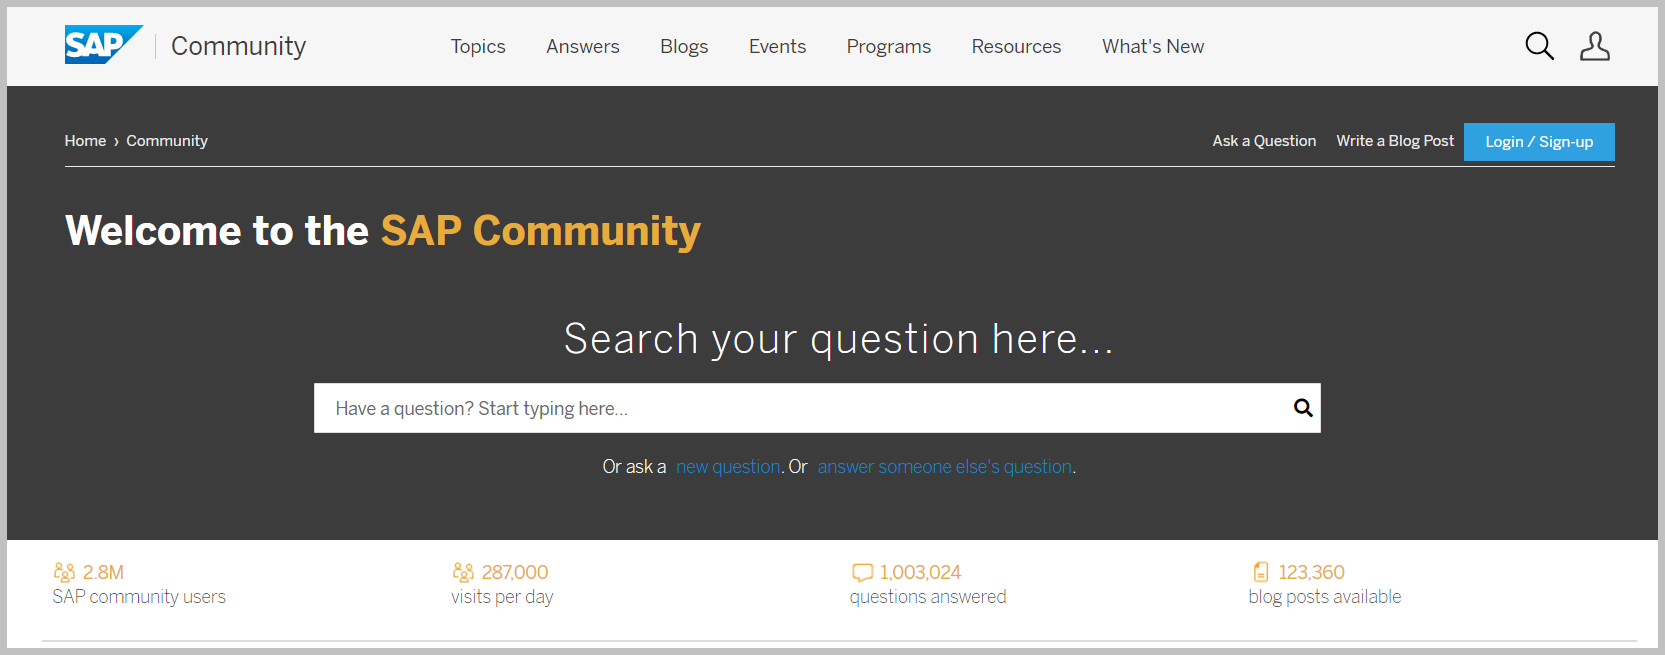 SAP Community Topics Answers Blogs Events Programs Resources What's New
Home › Community Ask a Question Write a Blog Post Login / Sign-up
Welcome to the SAP Community
Search your question here...
Have a question? Start typing here...
Or ask a new question. Or answer someone else's question.
2.8M 287,000 1,003,024 123,360
SAP community users visits per day questions answered blog posts available